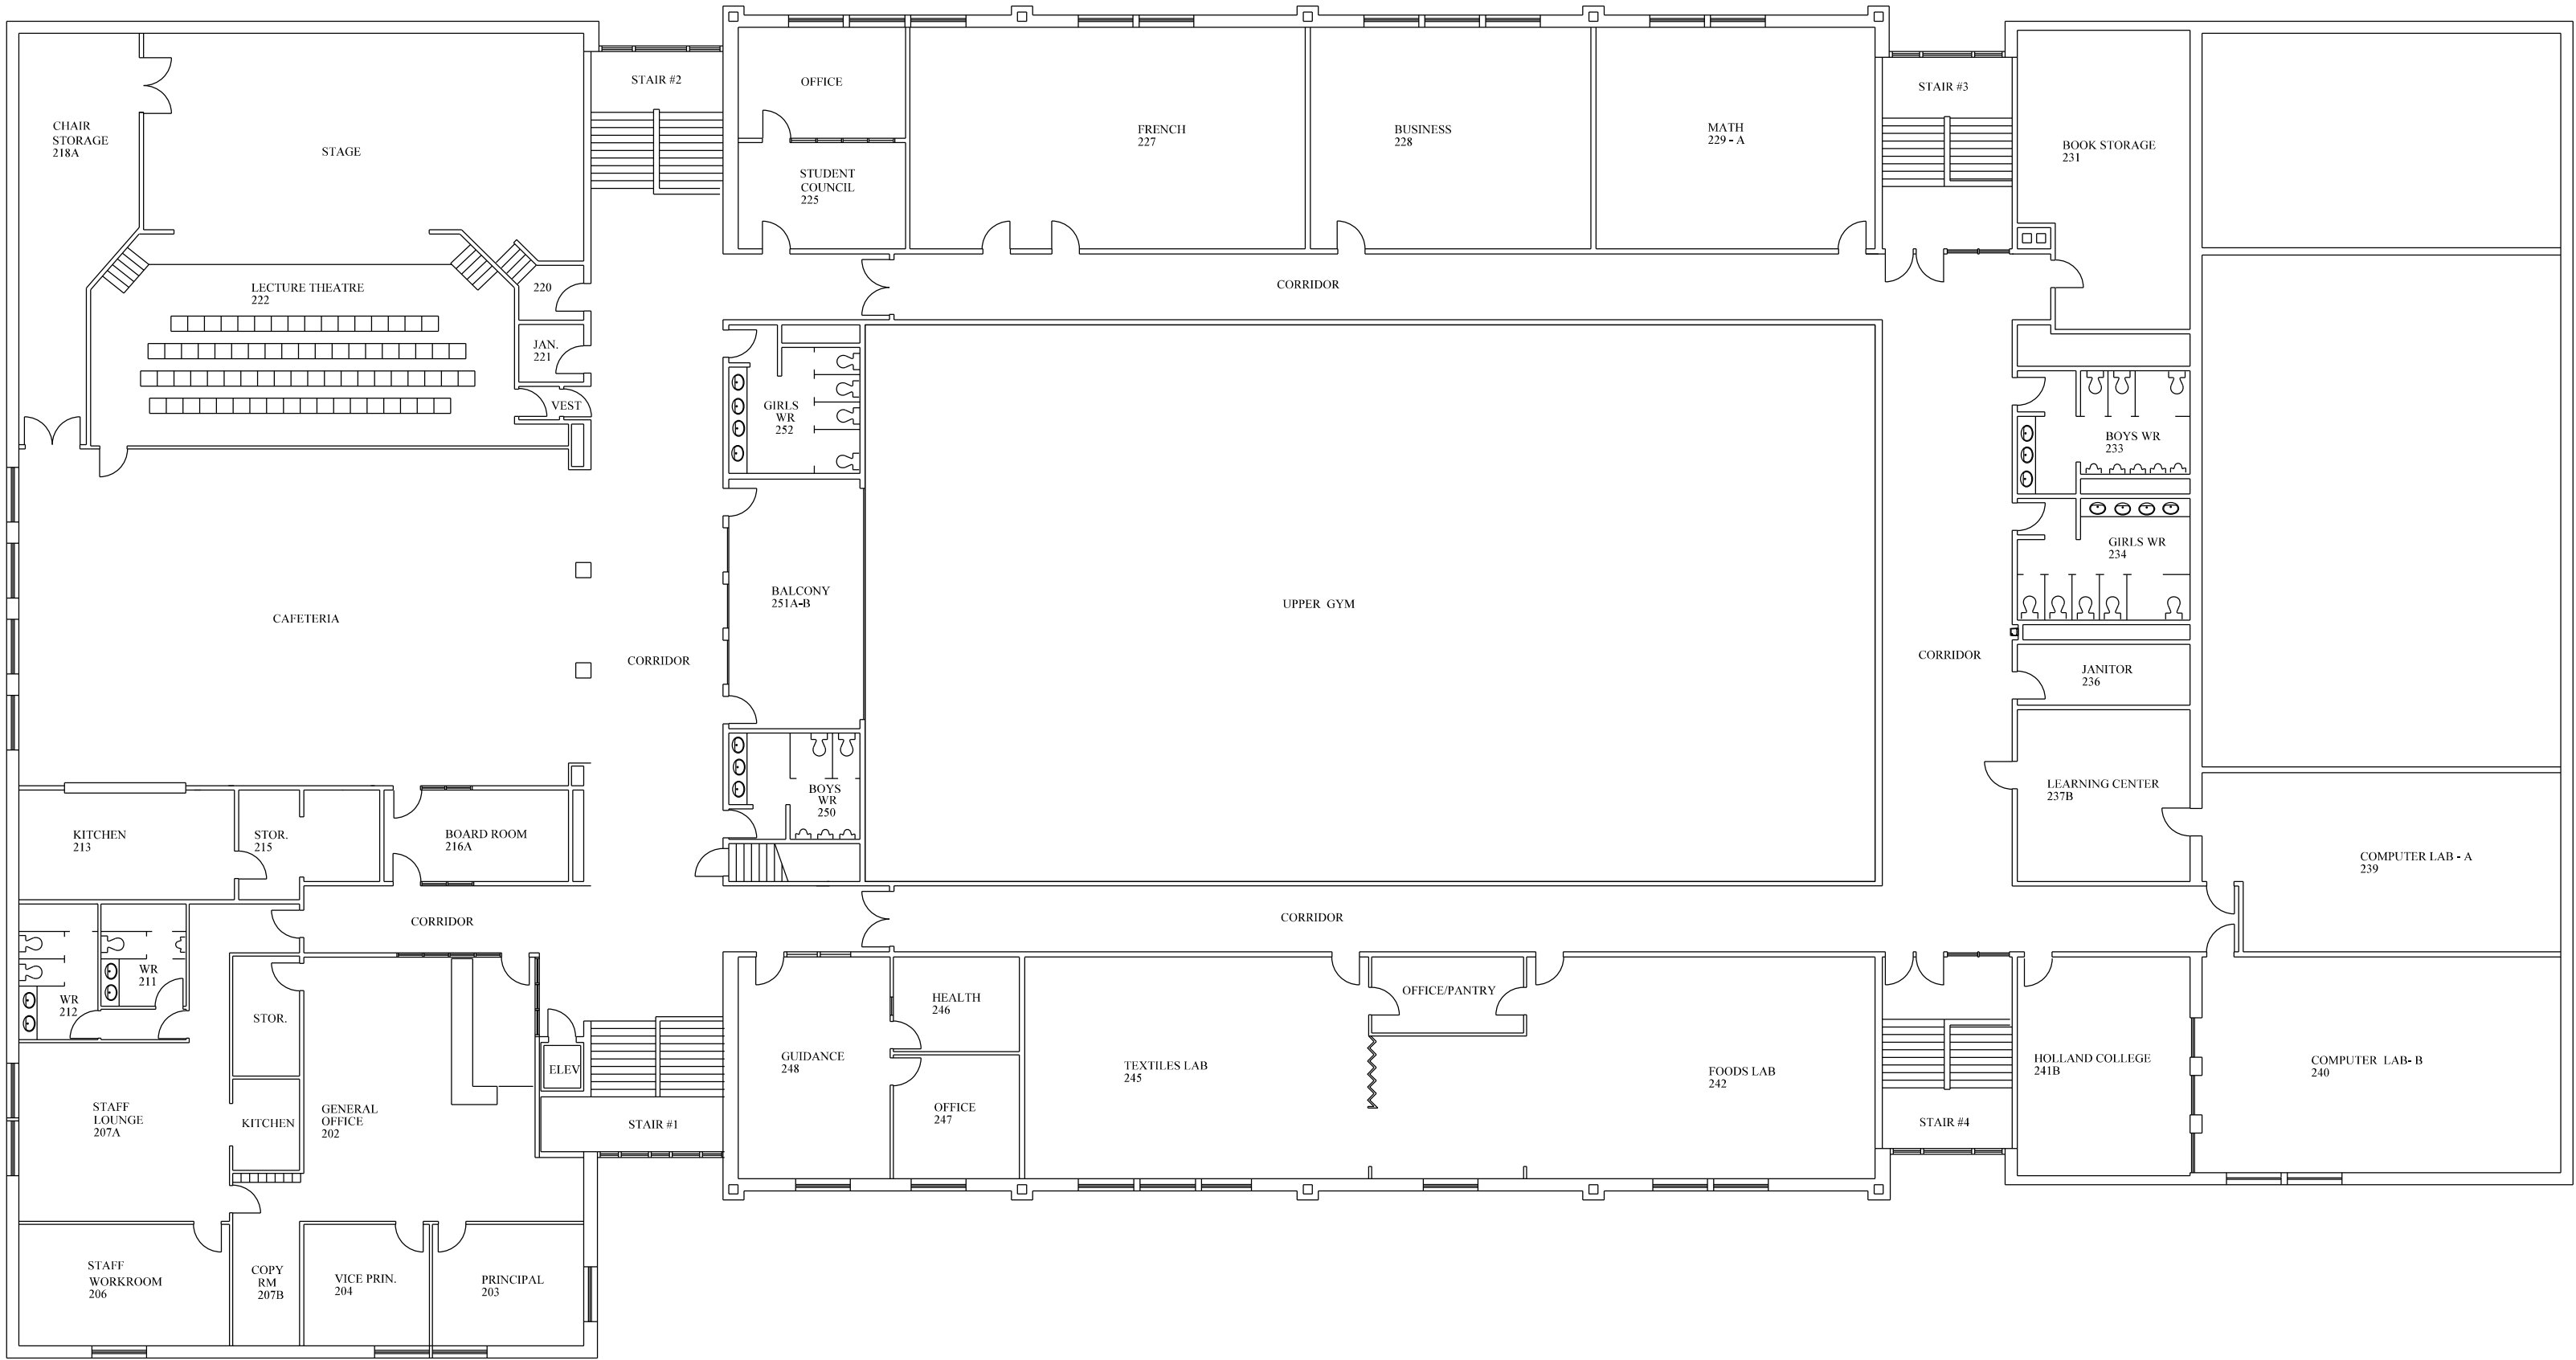 STAIR #2
OFFICE
STAIR #3
CHAIR
STORAGE
218A
STAGE
FRENCH
227
BUSINESS
228
MATH
229 - A
BOOK STORAGE
231
STUDENT
COUNCIL
225
LECTURE THEATRE
222
220
CORRIDOR
JAN.
221
VEST
GIRLS
WR
252
BOYS WR
233
GIRLS WR
234
BALCONY
251A-B
UPPER GYM
CAFETERIA
CORRIDOR
CORRIDOR
JANITOR
236
LEARNING CENTER
237B
BOYS
WR
250
KITCHEN
213
STOR.
215
BOARD ROOM
216A
COMPUTER LAB - A
239
CORRIDOR
CORRIDOR
WR
211
WR
212
STOR.
HEALTH
246
OFFICE/PANTRY
GUIDANCE
248
ELEV
TEXTILES LAB
245
FOODS LAB
242
HOLLAND COLLEGE
241B
COMPUTER LAB- B
240
STAFF
LOUNGE
207A
KITCHEN
GENERAL
OFFICE
202
STAIR #1
OFFICE
247
STAIR #4
STAFF
WORKROOM
206
COPY
RM
207B
VICE PRIN.
204
PRINCIPAL
203